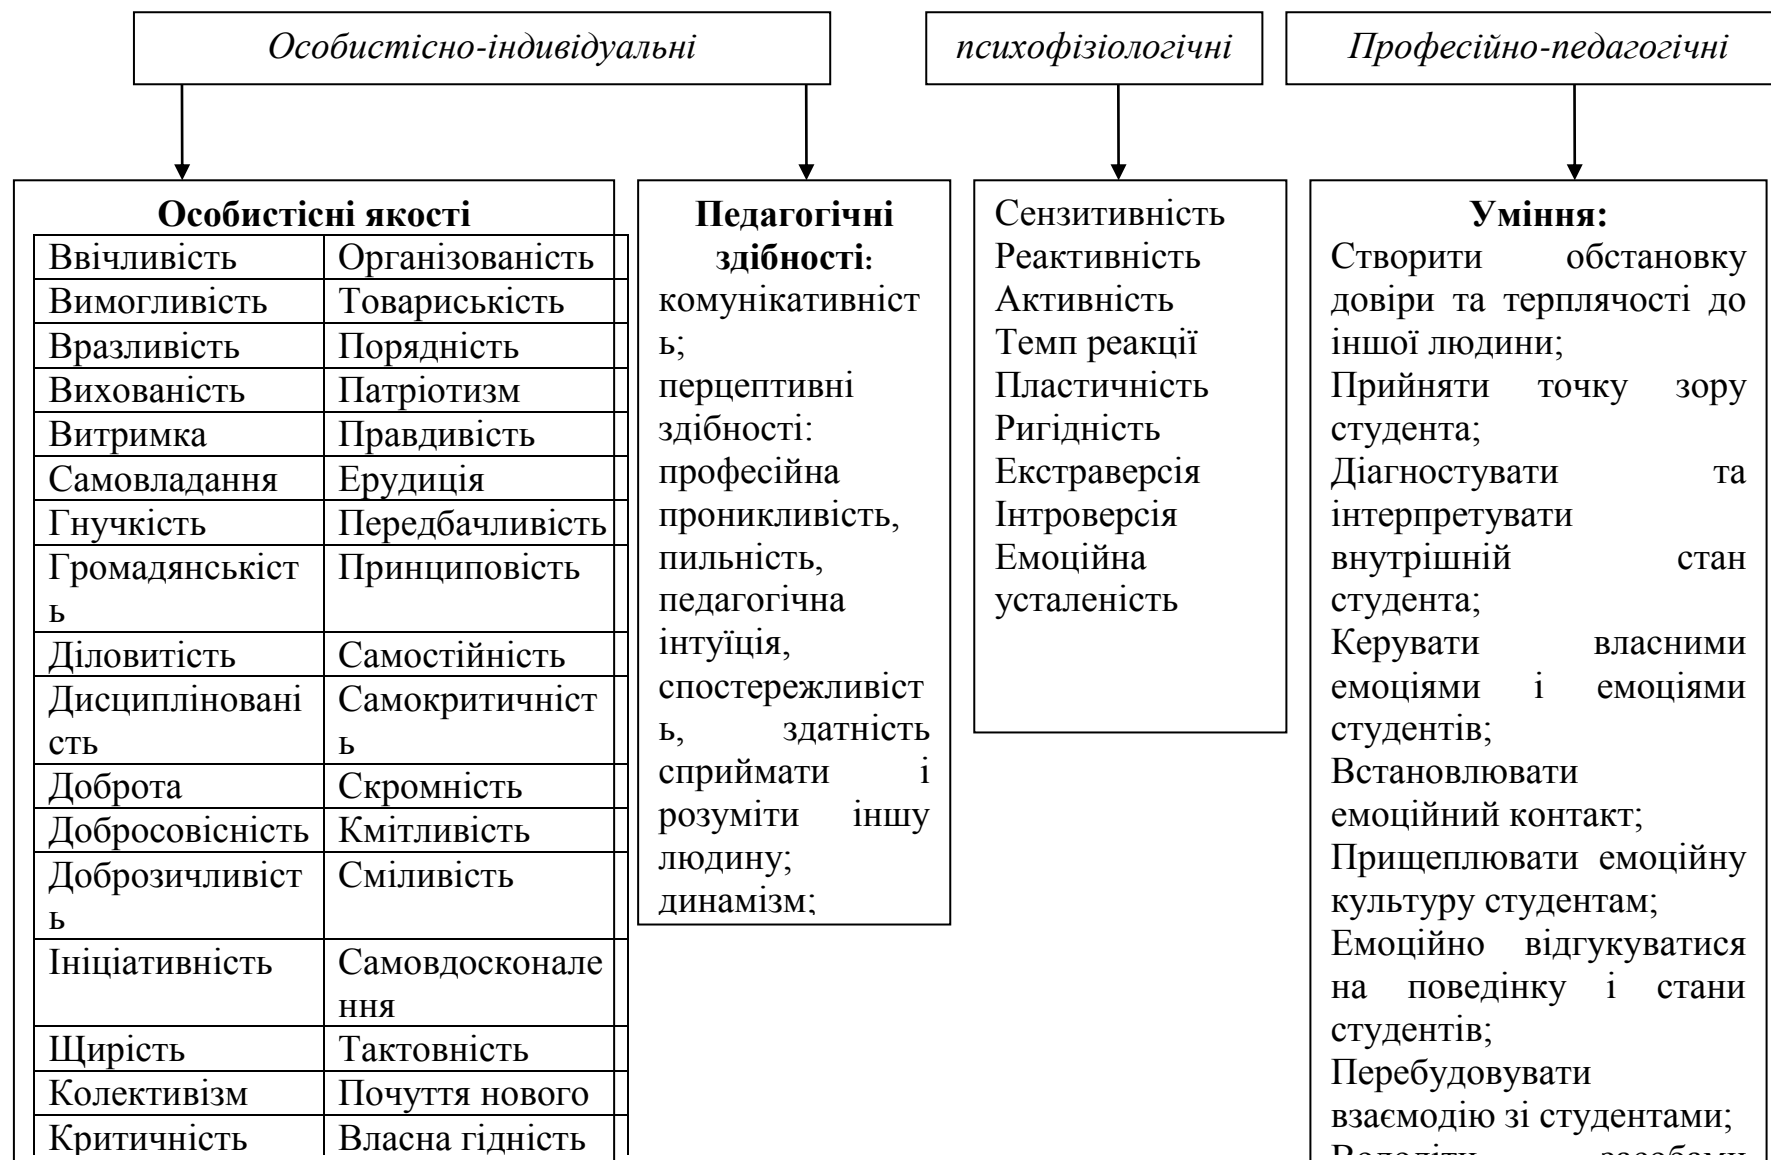 Особистісно-індивідуальні
психофізіологічні
Професійно-педагогічні
Особистісні якості
Ввічливість Організованість
Вимогливість Товариськість
Вразливість Порядність
Вихованість Патріотизм
Витримка Правдивість
Самовладання Ерудиція
Гнучкість Передбачливість
Громадянськіст Принциповість
ь
Діловитість Самостійність
Дисципліновані Самокритичніст
сть ь
Доброта Скромність
Добросовісність Кмітливість
Доброзичливіст Сміливість
ь
Ініціативність Самовдосконале
ння
Щирість Тактовність
Колективізм Почуття нового
Критичність Власна гідність
Педагогічні
здібності:
комунікативніст
ь;
перцептивні
здібності:
професійна
проникливість,
пильність,
педагогічна
інтуїція,
спостережливіст
ь, здатність
сприймати і
розуміти іншу
людину;
динамізм;
Сензитивність
Реактивність
Активність
Темп реакції
Пластичність
Ригідність
Екстраверсія
Інтроверсія
Емоційна
усталеність
Уміння:
Створити обстановку
довіри та терплячості до
іншої людини;
Прийняти точку зору
студента;
Діагностувати та
інтерпретувати
внутрішній стан
студента;
Керувати власними
емоціями і емоціями
студентів;
Встановлювати
емоційний контакт;
Прищеплювати емоційну
культуру студентам;
Емоційно відгукуватися
на поведінку і стани
студентів;
Перебудовувати
взаємодію зі студентами;